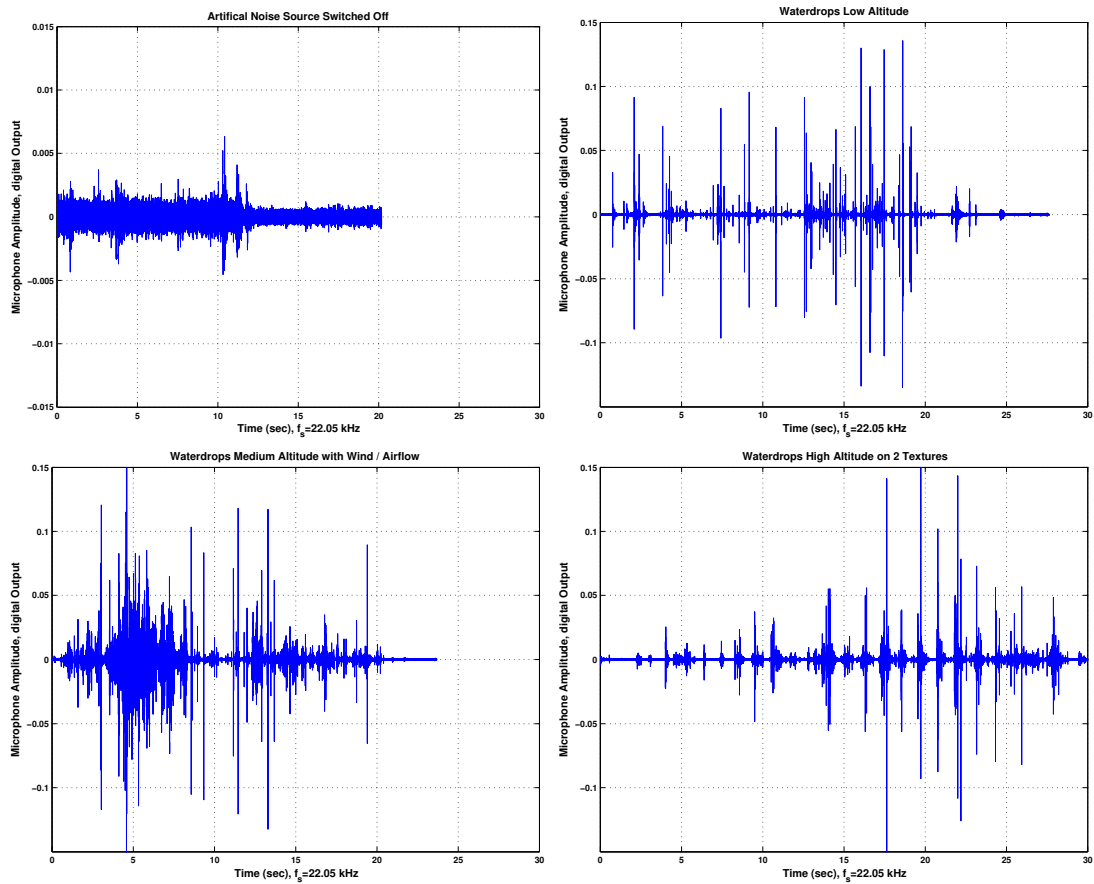 Artifical Noise Source Switched Off
0.015
0.01
0.005
0
−0.005
−0.01
−0.015
Microphone Amplitude, digital Output
0 5 10 15 20 25 30
Time (sec), fs=22.05 kHz
Waterdrops Low Altitude
0.15
0.1
0.05
0
−0.05
−0.1
Microphone Amplitude, digital Output
0 5 10 15 20 25 30
Time (sec), fs=22.05 kHz
Waterdrops Medium Altitude with Wind / Airflow
0.15
0.1
0.05
0
−0.05
−0.1
Microphone Amplitude, digital Output
0 5 10 15 20 25 30
Time (sec), fs=22.05 kHz
Waterdrops High Altitude on 2 Textures
0.15
0.1
0.05
0
−0.05
−0.1
Microphone Amplitude, digital Output
0 5 10 15 20 25 30
Time (sec), fs=22.05 kHz